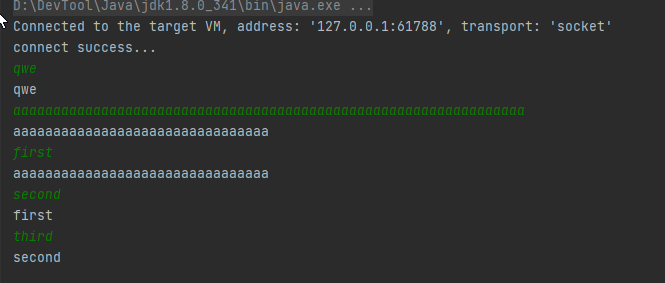 D:\DevTool\Java\jdk1.8.0_341\bin\java.exe ...
Connected to the target VM, address: '127.0.0.1:61788', transport: 'socket'
connect success...
qwe
qwe
aaaaaaaaaaaaaaaaaaaaaaaaaaaaaaaaaaaaaaaaaaaaaaaaaaaaaaaaaaaaaaaa
aaaaaaaaaaaaaaaaaaaaaaaaaaaaaaaa
first
aaaaaaaaaaaaaaaaaaaaaaaaaaaaaaaa
second
first
third
second